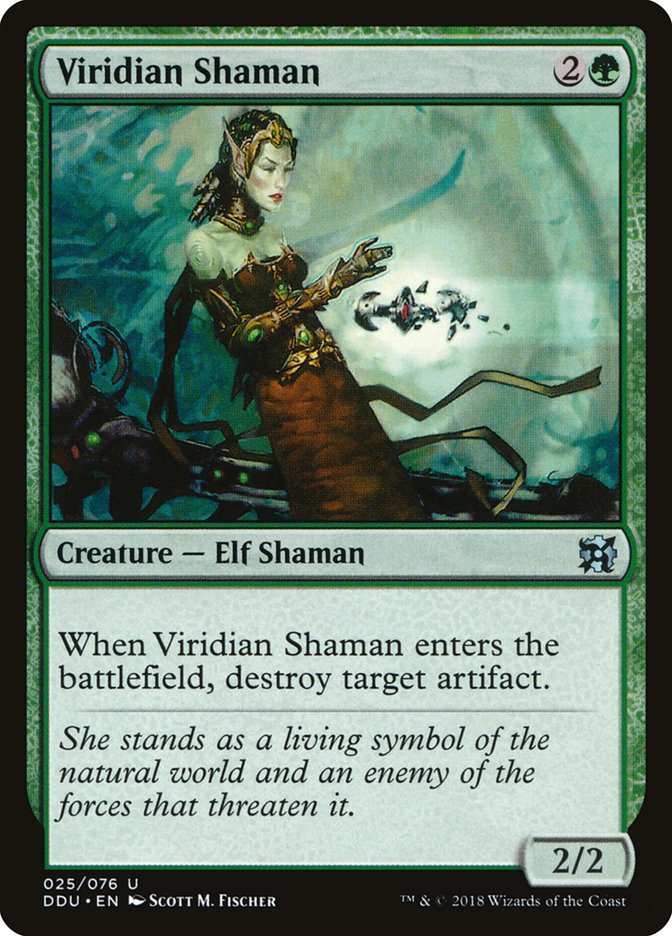 Viridian Shaman 2
Creature — Elf Shaman
When Viridian Shaman enters the
battlefield, destroy target artifact.
She stands as a living symbol of the
natural world and an enemy of the
forces that threaten it.
2/2
025/076 U
DDU • EN Scott M. Fischer
™ & © 2018 Wizards of the Coast